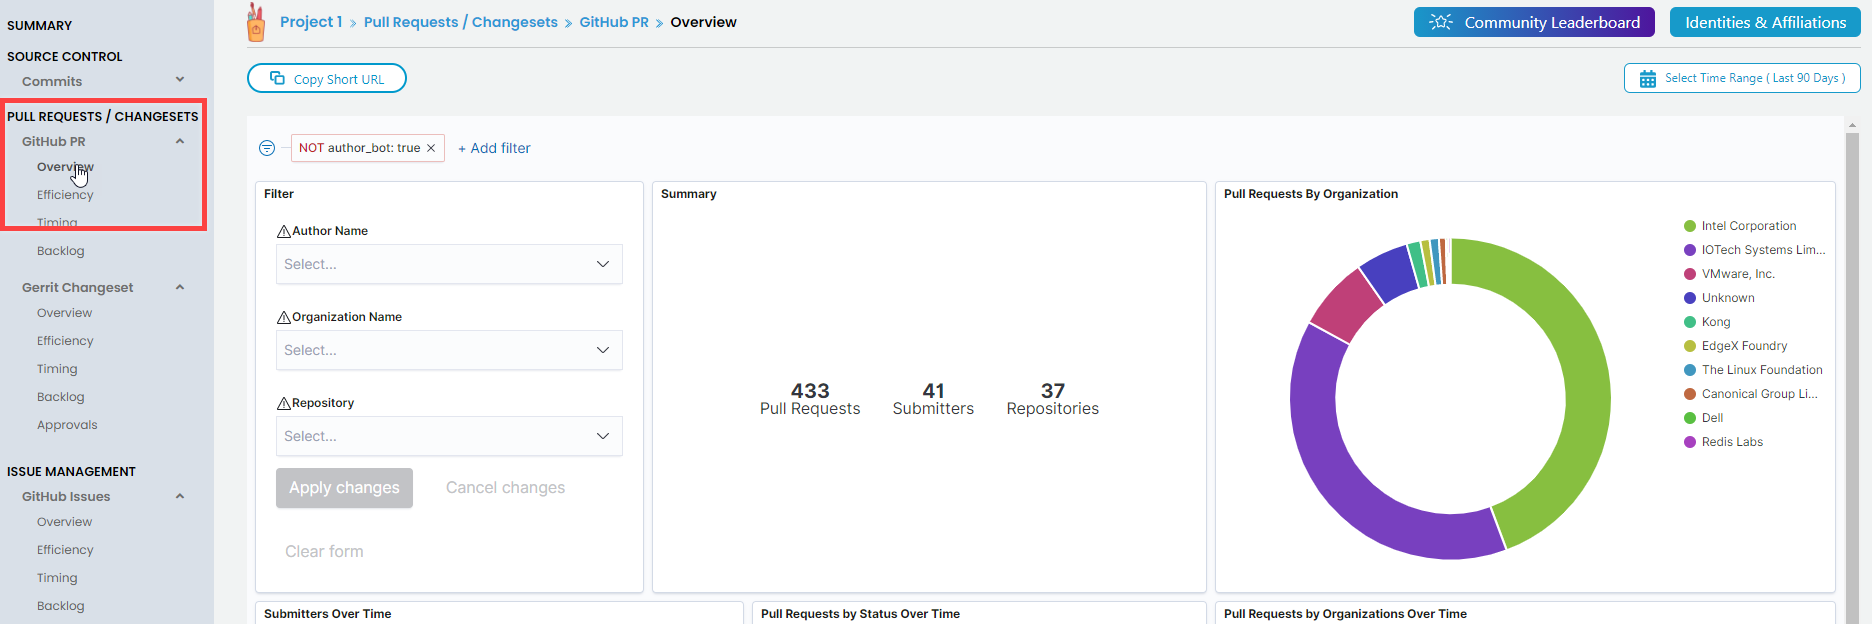 SUMMARY
SOURCE CONTROL
Commits
PULL REQUESTS / CHANGESETS
GitHub PR
Overview
Efficiency
Timing
Backlog
Gerrit Changeset
Overview
Efficiency
Timing
Backlog
Approvals
ISSUE MANAGEMENT
GitHub Issues
Overview
Efficiency
Timing
Backlog
Project 1 » Pull Requests / Changesets » GitHub PR » Overview
Community Leaderboard
Identities & Affiliations
Copy Short URL
Select Time Range ( Last 90 Days )
NOT author_bot: true ×
+ Add filter
Filter
Author Name
Select...
Organization Name
Select...
Repository
Select...
Apply changes
Cancel changes
Clear form
Summary
433
Pull Requests
41
Submitters
37
Repositories
Pull Requests By Organization
Intel Corporation
IOTech Systems Lim...
VMware, Inc.
Unknown
Kong
EdgeX Foundry
The Linux Foundation
Canonical Group Li...
Dell
Redis Labs
Submitters Over Time
Pull Requests by Status Over Time
Pull Requests by Organizations Over Time